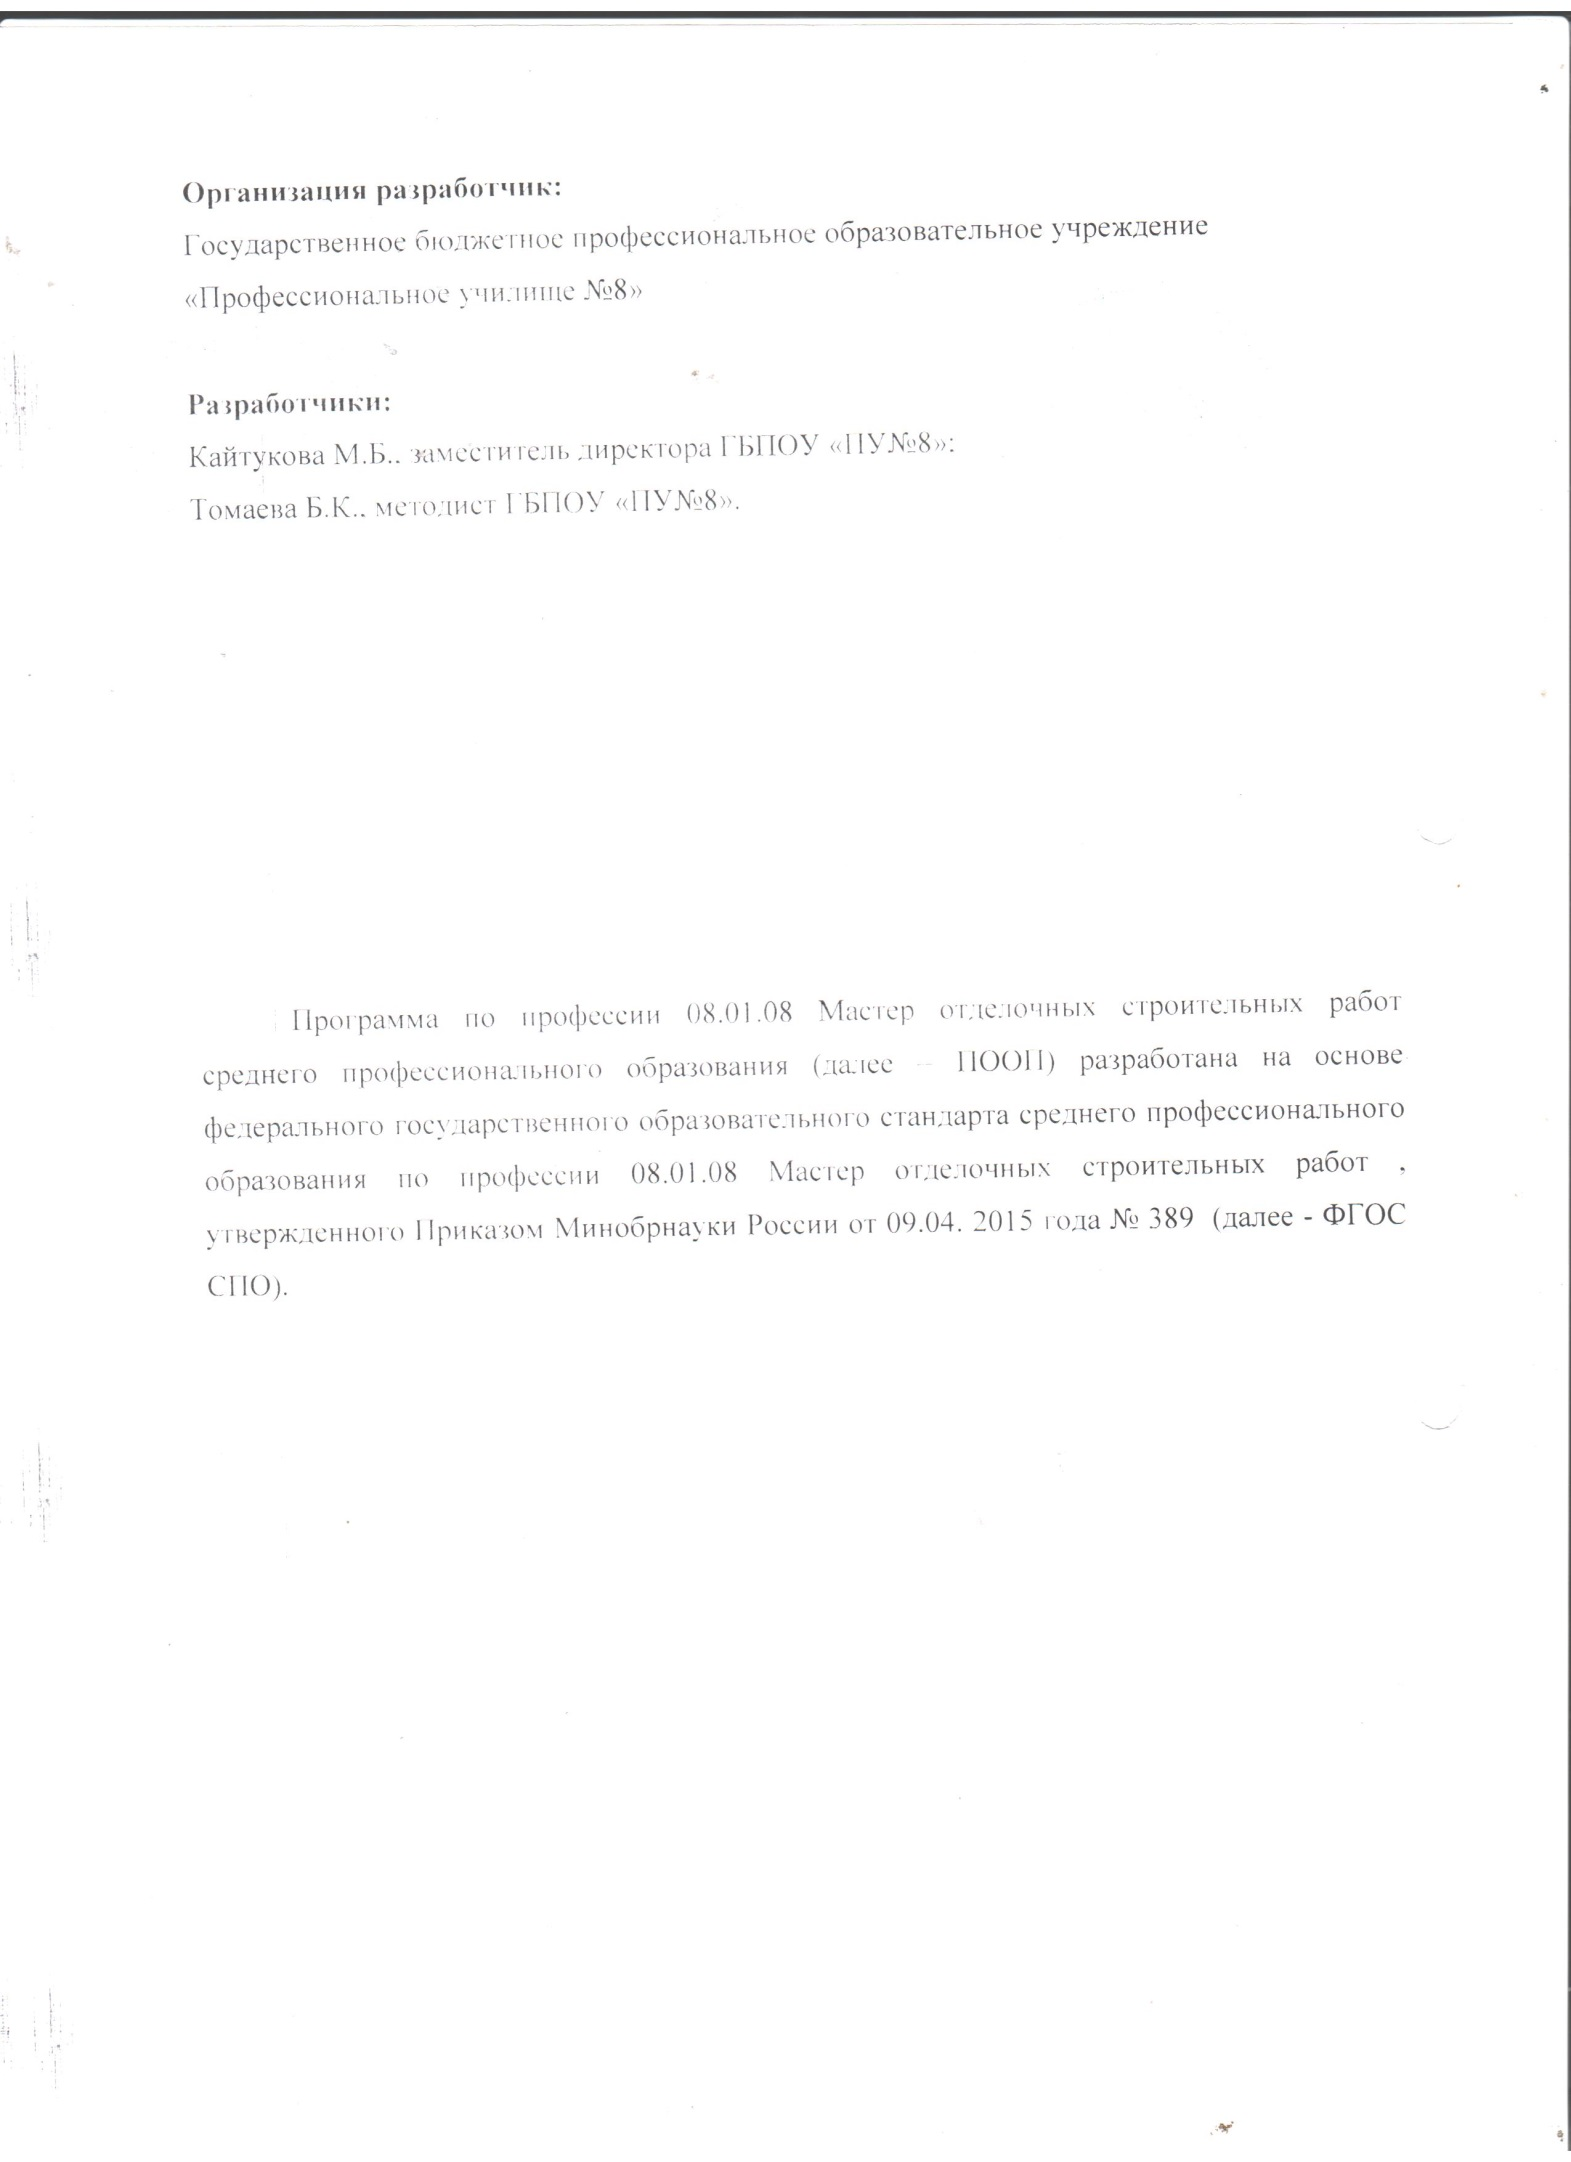 Организация разработчик:
Государственное бюджетное профессиональное образовательное учреждение
«Профессиональное училище №8»
Разработчики:
Кайтукова М.Б., заместитель директора ГБПОУ «ПУ№8»;
Томаева Б.К., методист ГБПОУ «ПУ№8».
Программа по профессии 08.01.08 Мастер отделочных строительных работ
среднего профессионального образования (далее – ПООП) разработана на основе
федерального государственного образовательного стандарта среднего профессионального
образования по профессии 08.01.08 Мастер отделочных строительных работ ,
утвержденного Приказом Минобрнауки России от 09.04. 2015 года № 389 (далее - ФГОС
СПО).